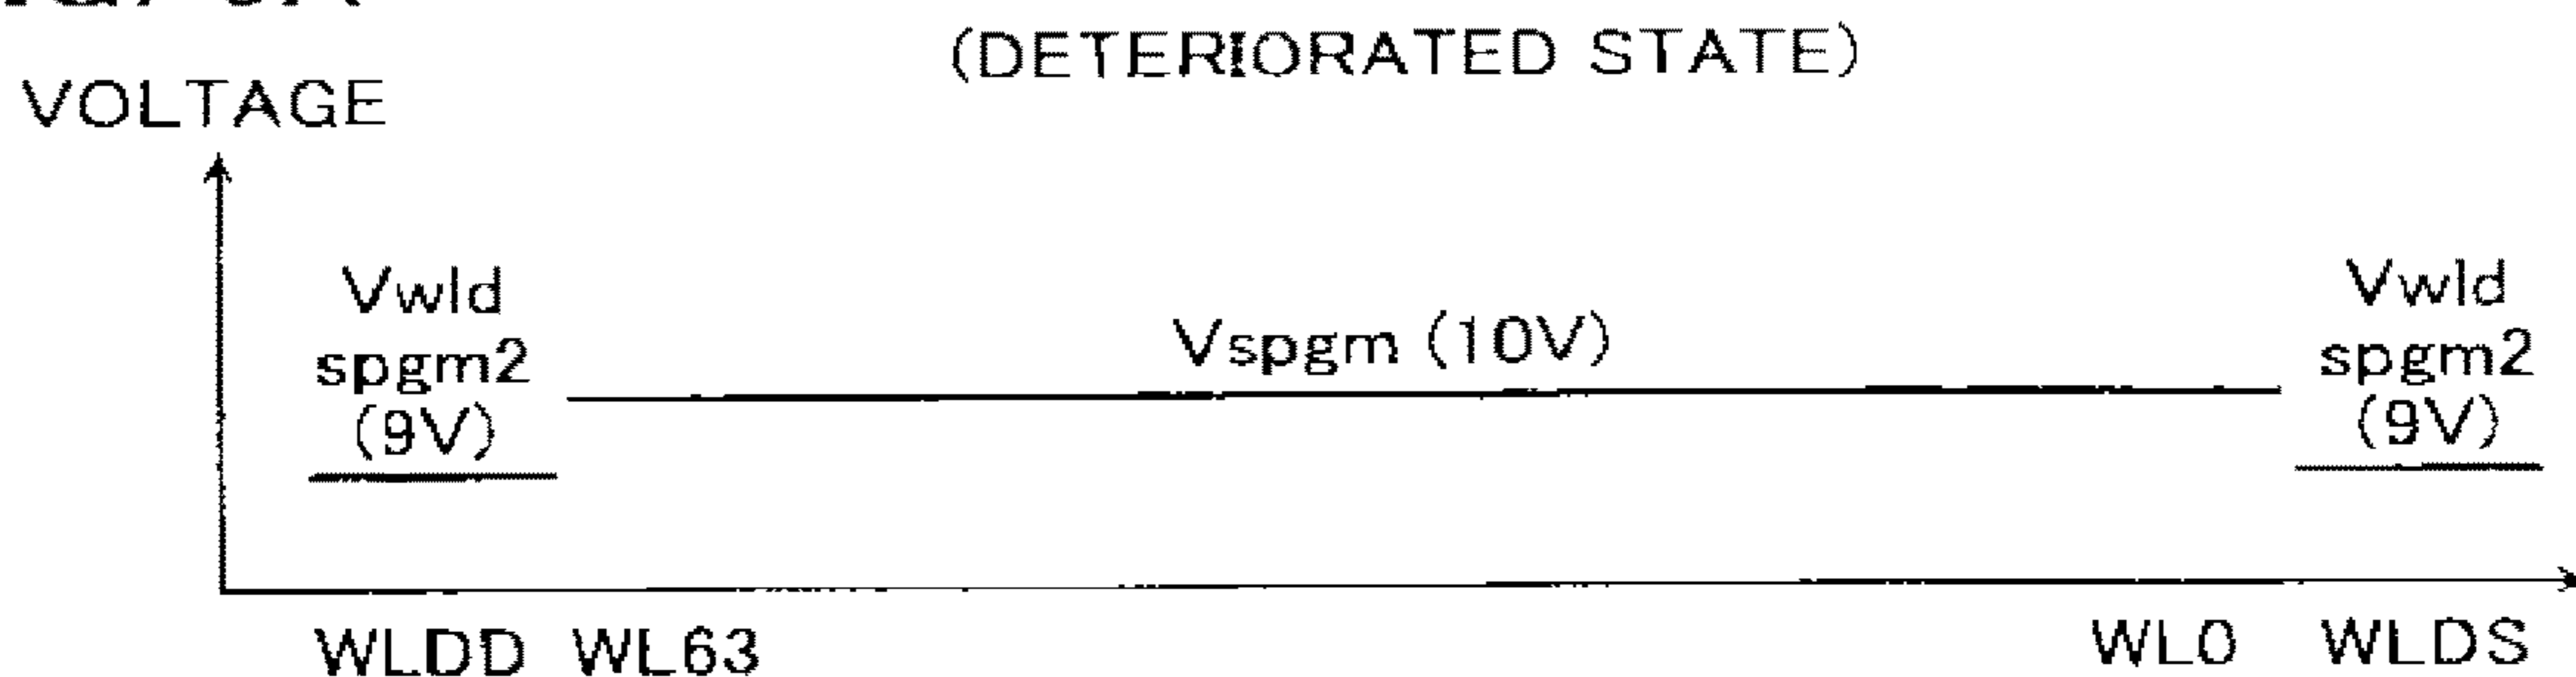 (DETERIORATED STATE)
VOLTAGE
Vwld
spgm2
(9V)
Vspgm (10V)
Vwld
spgm2
(9V)
WLDD WL63
WL0 WLDS